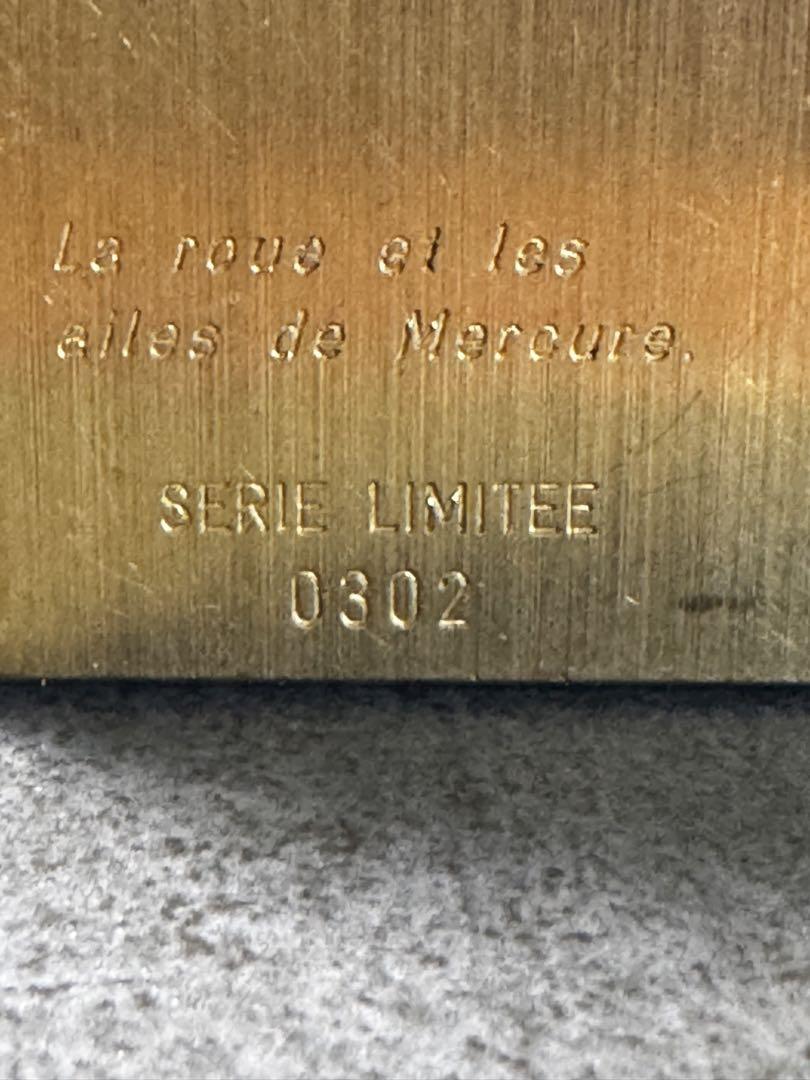 La roue et les
ailes de Mercure.
SERIE LIMITEE
0302